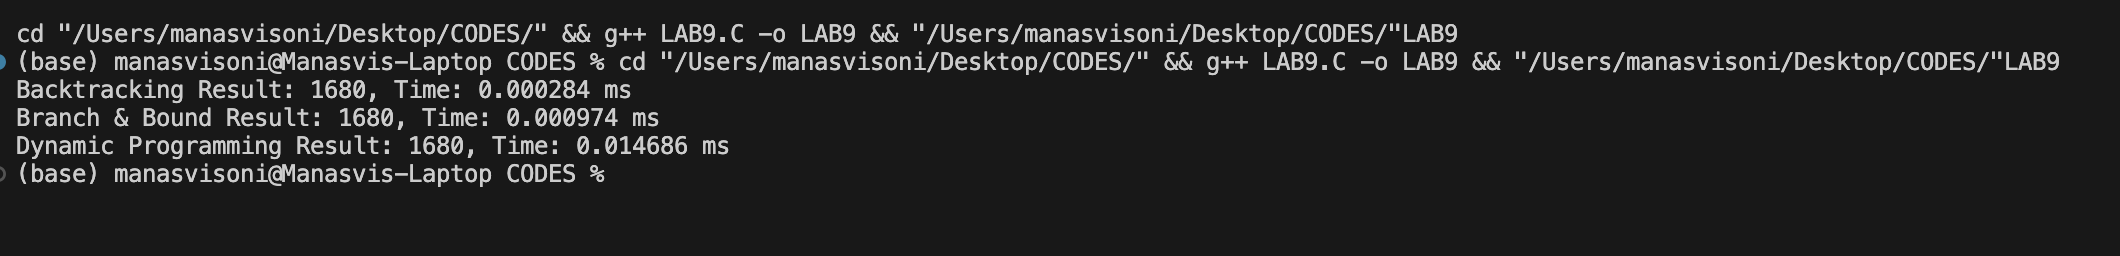 cd "/Users/manasvisoni/Desktop/CODES/" && g++ LAB9.C -o LAB9 && "/Users/manasvisoni/Desktop/CODES/"LAB9
(base) manasvisoni@Manasvis-Laptop CODES % cd "/Users/manasvisoni/Desktop/CODES/" && g++ LAB9.C -o LAB9 && "/Users/manasvisoni/Desktop/CODES/"LAB9
Backtracking Result: 1680, Time: 0.000284 ms
Branch & Bound Result: 1680, Time: 0.000974 ms
Dynamic Programming Result: 1680, Time: 0.014686 ms
(base) manasvisoni@Manasvis-Laptop CODES %